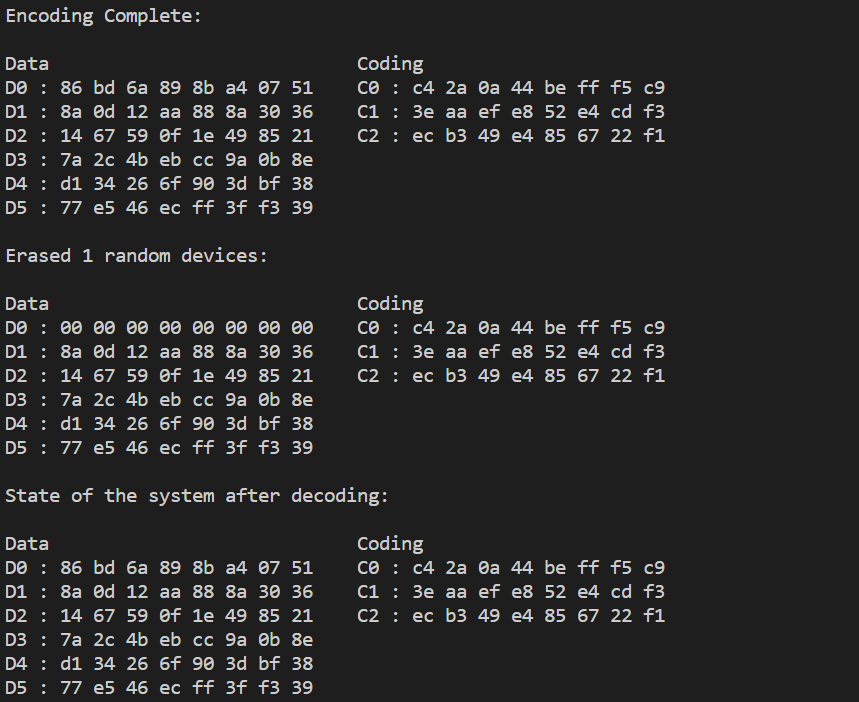 Encoding Complete:
Data Coding
D0 : 86 bd 6a 89 8b a4 07 51 C0 : c4 2a 0a 44 be ff f5 c9
D1 : 8a 0d 12 aa 88 8a 30 36 C1 : 3e aa ef e8 52 e4 cd f3
D2 : 14 67 59 0f 1e 49 85 21 C2 : ec b3 49 e4 85 67 22 f1
D3 : 7a 2c 4b eb cc 9a 0b 8e
D4 : d1 34 26 6f 90 3d bf 38
D5 : 77 e5 46 ec ff 3f f3 39
Erased 1 random devices:
Data Coding
D0 : 00 00 00 00 00 00 00 00 C0 : c4 2a 0a 44 be ff f5 c9
D1 : 8a 0d 12 aa 88 8a 30 36 C1 : 3e aa ef e8 52 e4 cd f3
D2 : 14 67 59 0f 1e 49 85 21 C2 : ec b3 49 e4 85 67 22 f1
D3 : 7a 2c 4b eb cc 9a 0b 8e
D4 : d1 34 26 6f 90 3d bf 38
D5 : 77 e5 46 ec ff 3f f3 39
State of the system after decoding:
Data Coding
D0 : 86 bd 6a 89 8b a4 07 51 C0 : c4 2a 0a 44 be ff f5 c9
D1 : 8a 0d 12 aa 88 8a 30 36 C1 : 3e aa ef e8 52 e4 cd f3
D2 : 14 67 59 0f 1e 49 85 21 C2 : ec b3 49 e4 85 67 22 f1
D3 : 7a 2c 4b eb cc 9a 0b 8e
D4 : d1 34 26 6f 90 3d bf 38
D5 : 77 e5 46 ec ff 3f f3 39